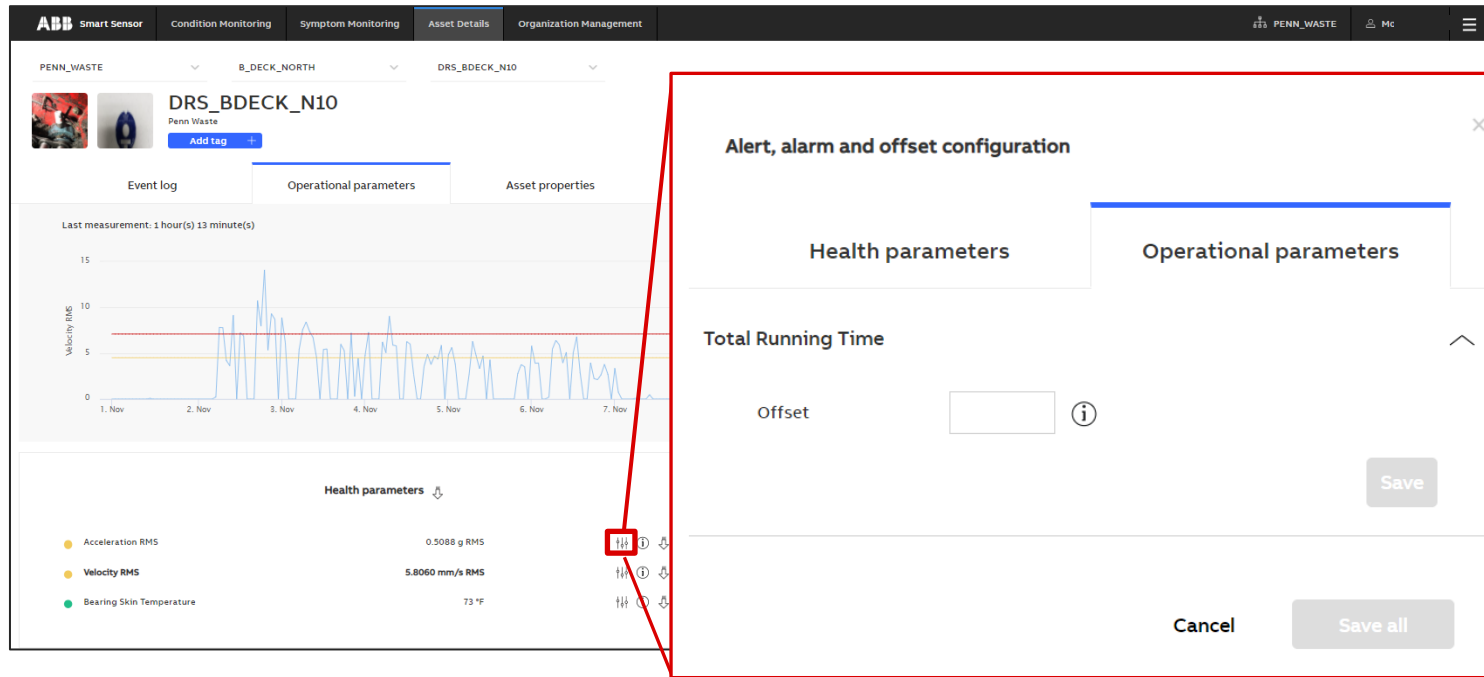 ABB Smart Sensor Condition Monitoring Symptom Monitoring Asset Details Organization Management PENN_WASTE Mc
PENN_WASTE B_DECK_NORTH DRS_BDECK_N10
DRS_BDECK_N10
Penn Waste
Add tag +
Event log Operational parameters Asset properties
Last measurement: 1 hour(s) 13 minute(s)
15
10
5
0
Velocity RMS
1. Nov 2. Nov 3. Nov 4. Nov 5. Nov 6. Nov 7. Nov
Health parameters
Acceleration RMS 0.5088 g RMS
Velocity RMS 5.8060 mm/s RMS
Bearing Skin Temperature 73 °F
Alert, alarm and offset configuration
Health parameters Operational parameters
Total Running Time
Offset
Save
Cancel Save all